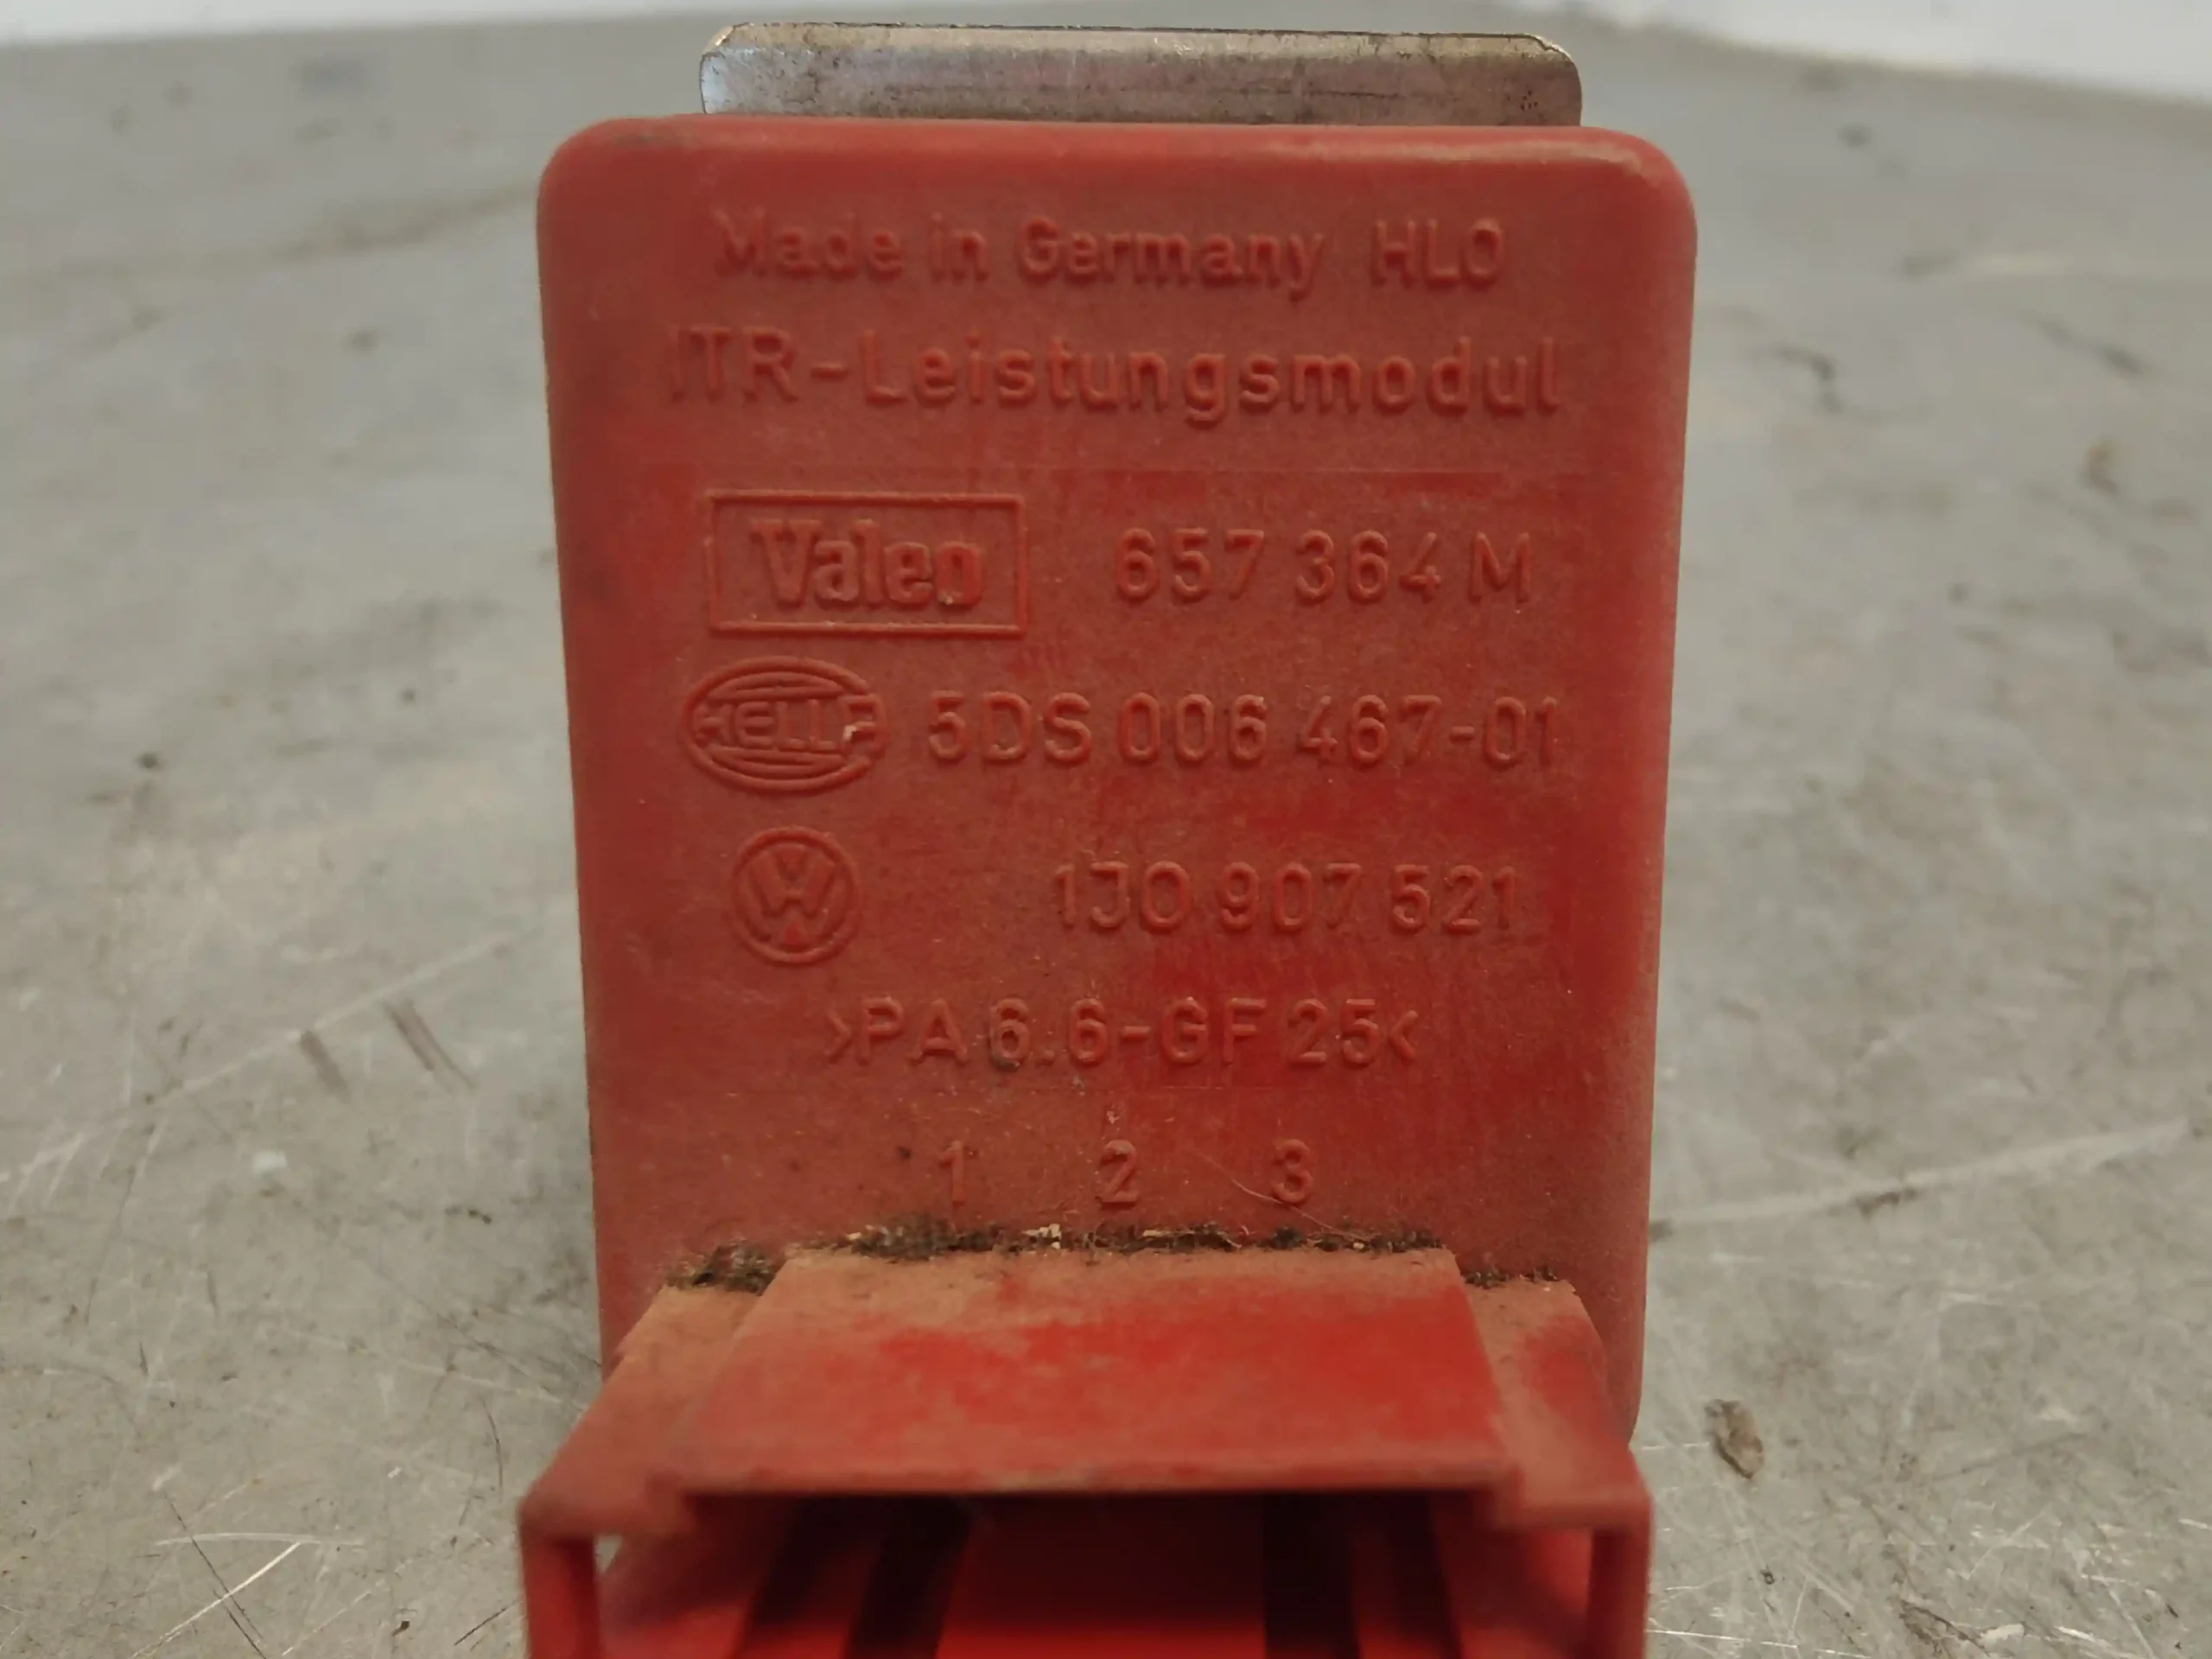 Made in Germany HLO
ITR-Leistungsmodul
Valeo 657 364 M
HELLA 5DS 006 467-01
VW 1J0 907 521
>PA 6.6-GF 25<
1 2 3